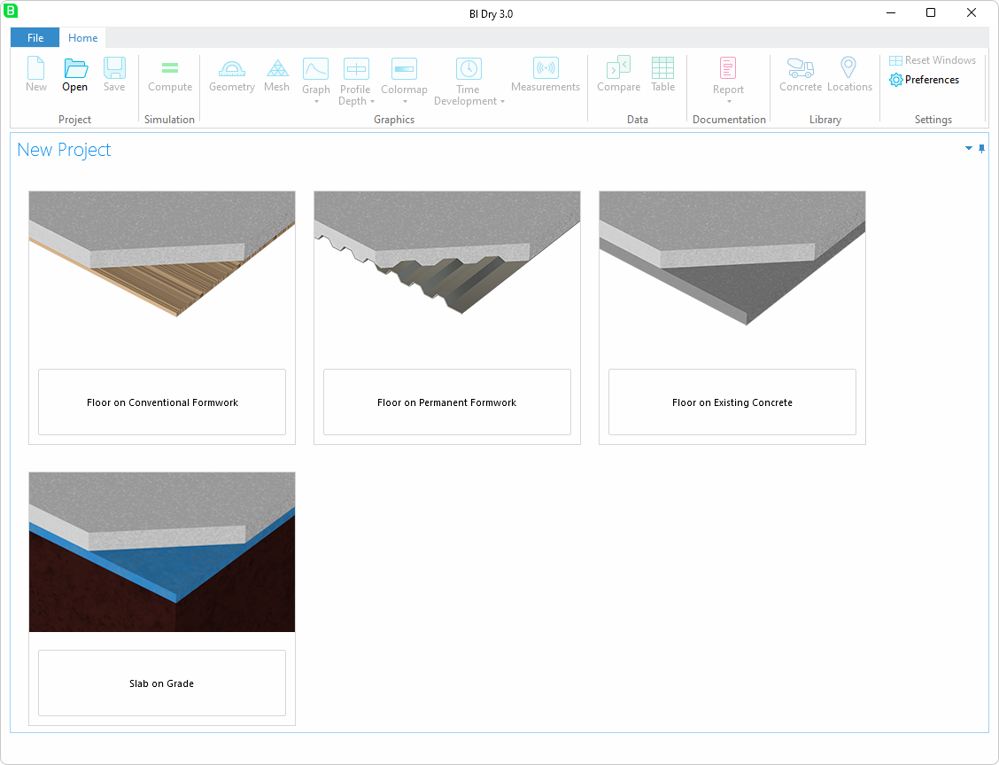 B
BI Dry 3.0
File
Home
New
Open
Save
Compute
Geometry
Mesh
Graph
Profile
Depth
Colormap
Time
Development
Measurements
Compare
Table
Report
Concrete
Locations
Reset Windows
Preferences
Project
Simulation
Graphics
Data
Documentation
Library
Settings
New Project
Floor on Conventional Formwork
Floor on Permanent Formwork
Floor on Existing Concrete
Slab on Grade